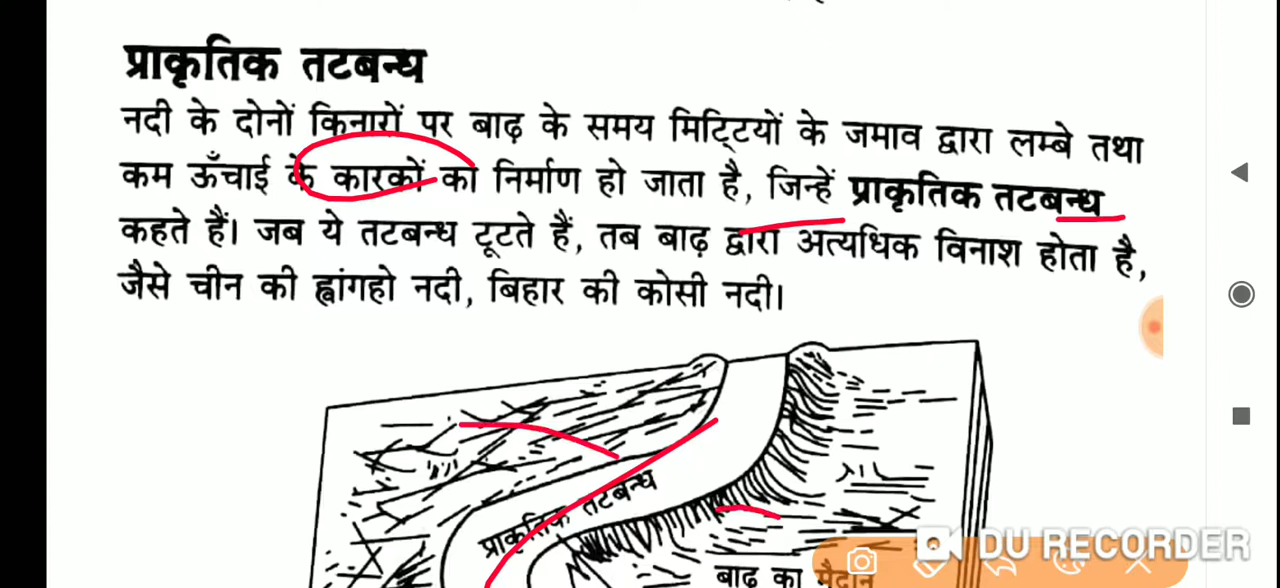 प्राकृतिक तटबन्ध
नदी के दोनों किनारों पर बाढ़ के समय मिट्टियों के जमाव द्वारा लम्बे तथा
कम ऊँचाई के कारकों का निर्माण हो जाता है, जिन्हें प्राकृतिक तटबन्ध
कहते हैं। जब ये तटबन्ध टूटते हैं, तब बाढ़ द्वारा अत्यधिक विनाश होता है,
जैसे चीन की ह्वांगहो नदी, बिहार की कोसी नदी।
प्राकृतिक तटबन्ध
बाढ़ का मैदान
DU RECORDER